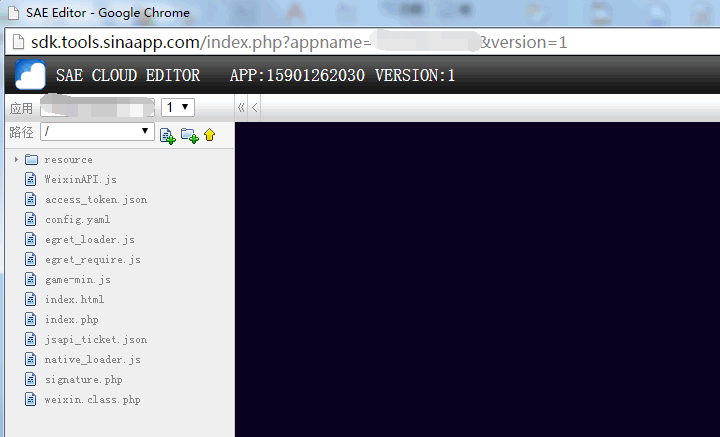 SAE Editor - Google Chrome
sdk.tools.sinaapp.com/index.php?appname= &version=1
SAE CLOUD EDITOR APP:15901262030 VERSION:1
应用 1
路径 /
resource
WeixinAPI.js
access_token.json
config.yaml
egret_loader.js
egret_require.js
game-min.js
index.html
index.php
jsapi_ticket.json
native_loader.js
signature.php
weixin.class.php